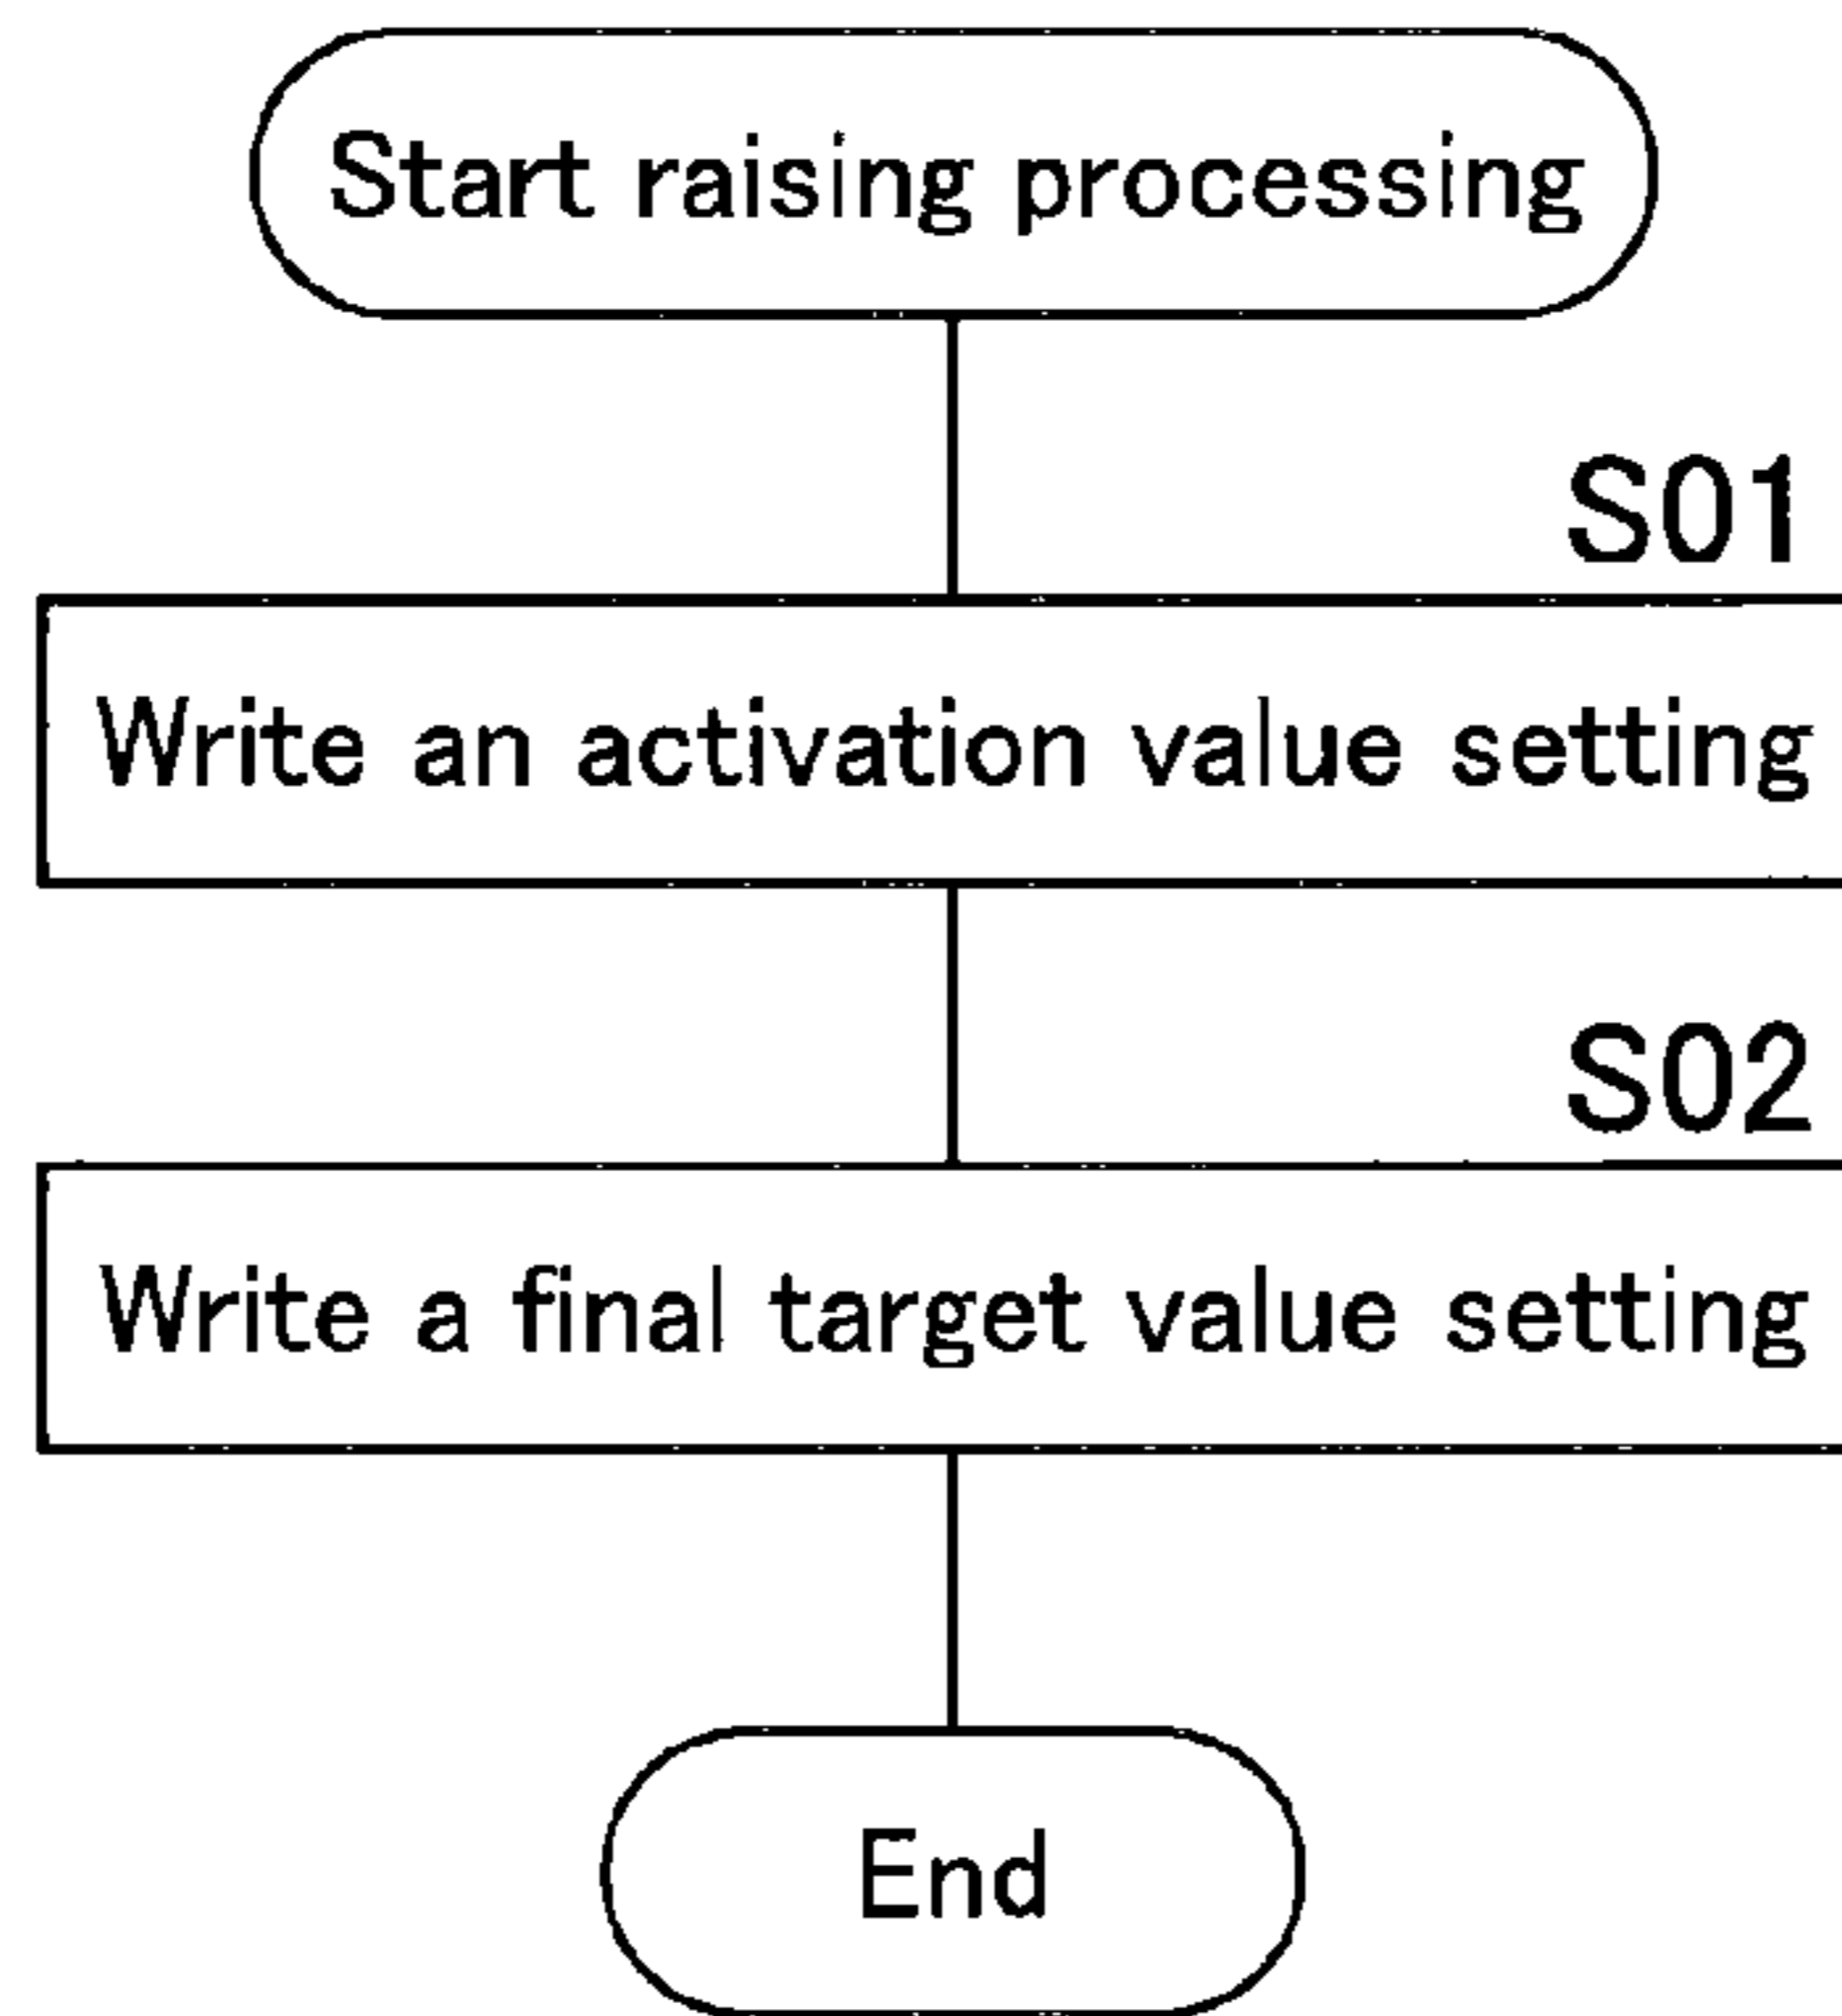 Start raising processing
S01
Write an activation value setting
S02
Write a final target value setting
End